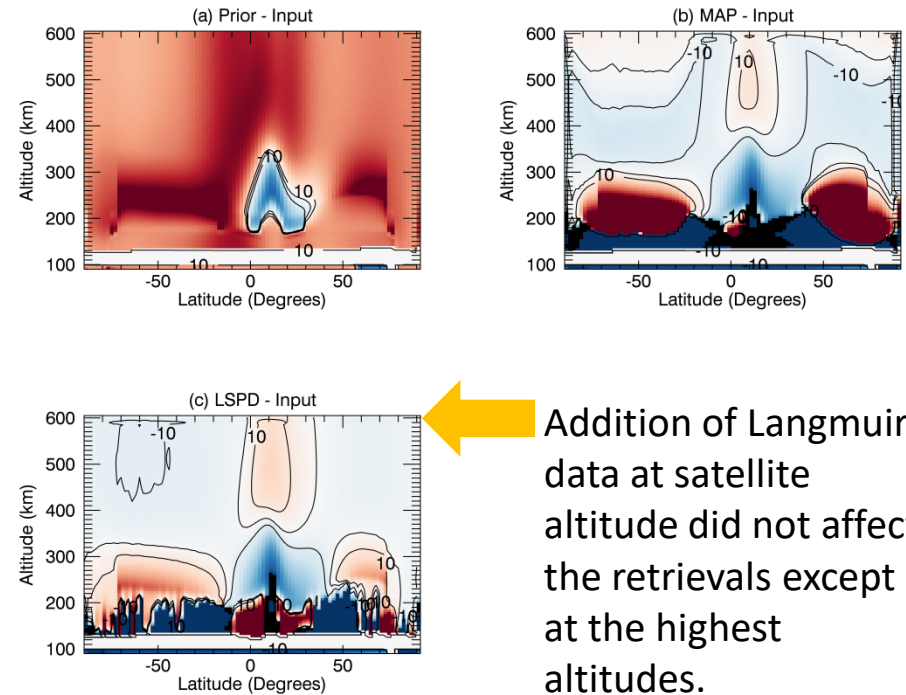 (a) Prior - Input
600
500
400
300
200
100
Altitude (km)
-10
10
10
-50
0
50
Latitude (Degrees)
(b) MAP - Input
600
500
400
300
200
100
Altitude (km)
-10
10
-10
-10
10
-10
-10
-10
-10
-50
0
50
Latitude (Degrees)
(c) LSPD - Input
600
500
400
300
200
100
Altitude (km)
-10
10
10
10
-10
-50
0
50
Latitude (Degrees)
Addition of Langmuir
data at satellite
altitude did not affect
the retrievals except
at the highest
altitudes.